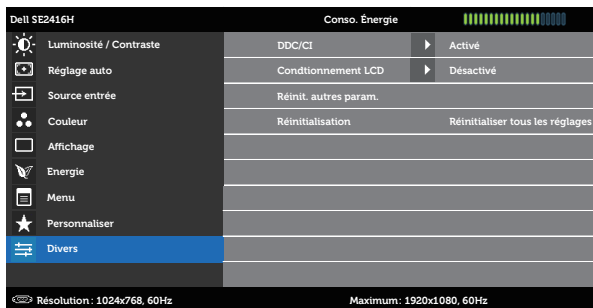 Dell SE2416H Conso. Énergie
Luminosité / Contraste DDC/CI Activé
Réglage auto Condtionnement LCD Désactivé
Source entrée Réinit. autres param.
Couleur Réinitialisation Réinitialiser tous les réglages
Affichage
Energie
Menu
Personnaliser
Divers
Résolution : 1024x768, 60Hz Maximum : 1920x1080, 60Hz